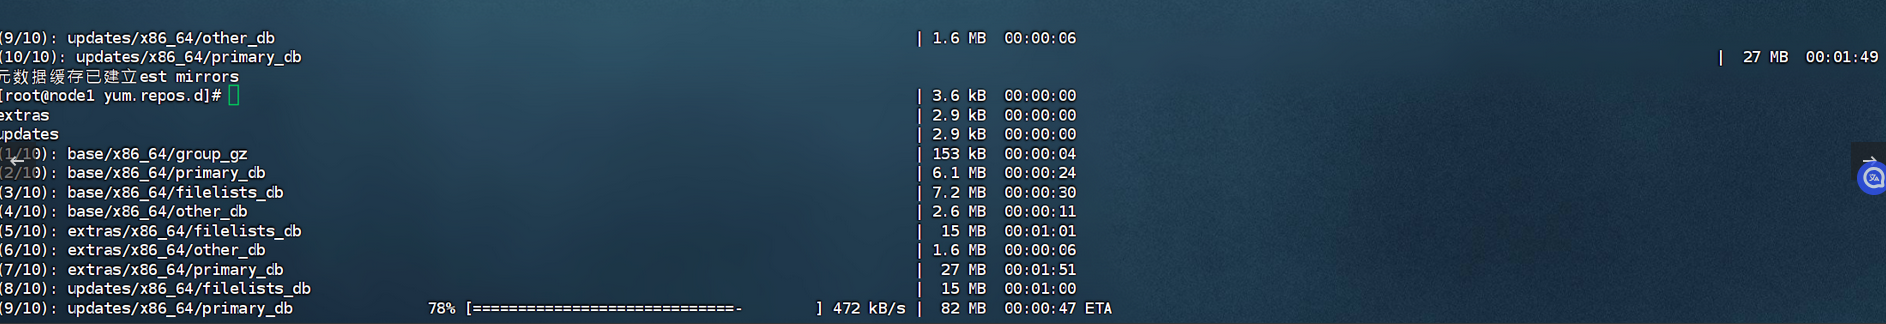 (9/10): updates/x86_64/other_db | 1.6 MB 00:00:06
(10/10): updates/x86_64/primary_db | 27 MB 00:01:49
元数据缓存已建立est mirrors
[root@node1 yum.repos.d]# | 3.6 kB 00:00:00
extras | 2.9 kB 00:00:00
updates | 2.9 kB 00:00:00
(1/10): base/x86_64/group_gz | 153 kB 00:00:04
(2/10): base/x86_64/primary_db | 6.1 MB 00:00:24
(3/10): base/x86_64/filelists_db | 7.2 MB 00:00:30
(4/10): base/x86_64/other_db | 2.6 MB 00:00:11
(5/10): extras/x86_64/filelists_db | 15 MB 00:01:01
(6/10): extras/x86_64/other_db | 1.6 MB 00:00:06
(7/10): extras/x86_64/primary_db | 27 MB 00:01:51
(8/10): updates/x86_64/filelists_db | 15 MB 00:01:00
(9/10): updates/x86_64/primary_db 78% [=============================- ] 472 kB/s | 82 MB 00:00:47 ETA